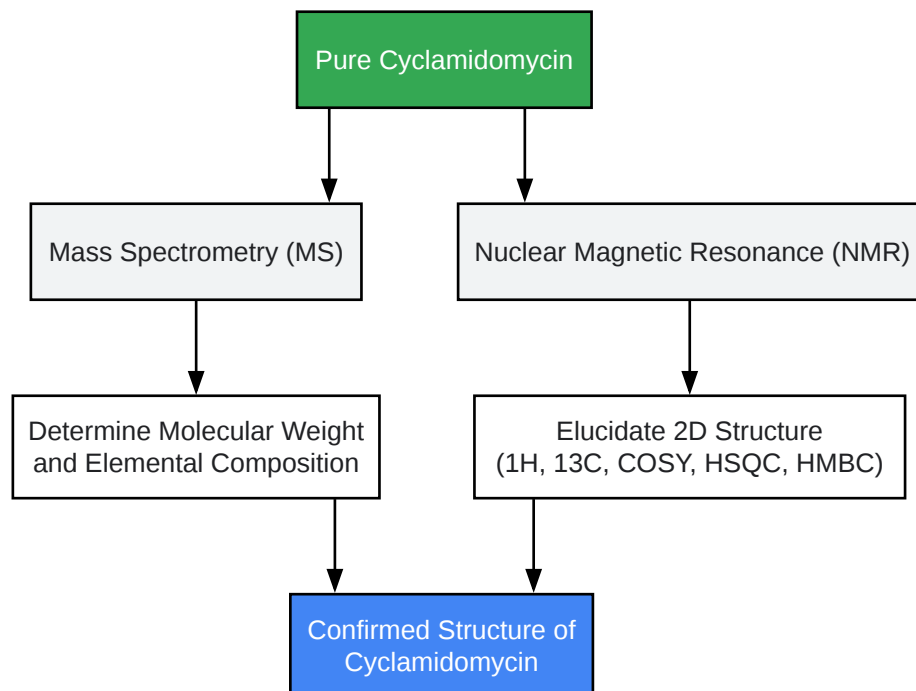 Pure Cyclamidomycin
Mass Spectrometry (MS)
Nuclear Magnetic Resonance (NMR)
Determine Molecular Weight
and Elemental Composition
Elucidate 2D Structure
(1H, 13C, COSY, HSQC, HMBC)
Confirmed Structure of
Cyclamidomycin